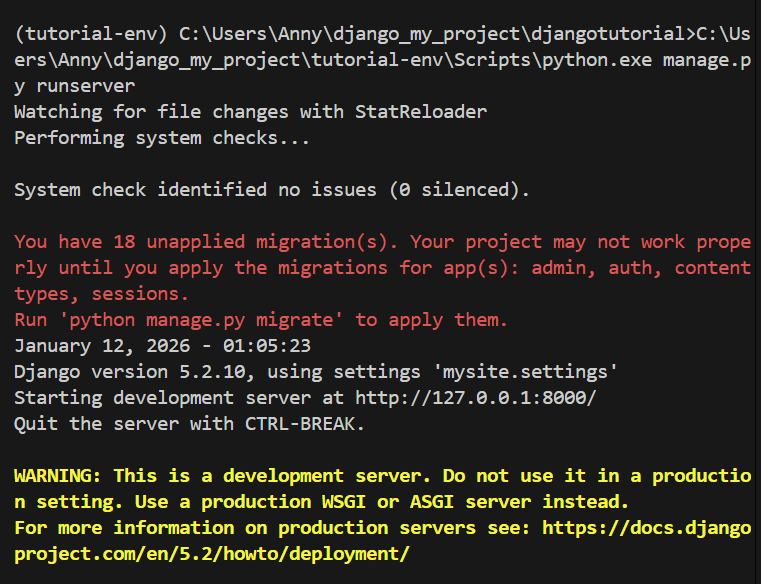 (tutorial-env) C:\Users\Anny\django_my_project\djangotutorial>C:\Us
ers\Anny\django_my_project\tutorial-env\Scripts\python.exe manage.p
y runserver
Watching for file changes with StatReloader
Performing system checks...
System check identified no issues (0 silenced).
You have 18 unapplied migration(s). Your project may not work prope
rly until you apply the migrations for app(s): admin, auth, content
types, sessions.
Run 'python manage.py migrate' to apply them.
January 12, 2026 - 01:05:23
Django version 5.2.10, using settings 'mysite.settings'
Starting development server at http://127.0.0.1:8000/
Quit the server with CTRL-BREAK.
WARNING: This is a development server. Do not use it in a productio
n setting. Use a production WSGI or ASGI server instead.
For more information on production servers see: https://docs.django
project.com/en/5.2/howto/deployment/